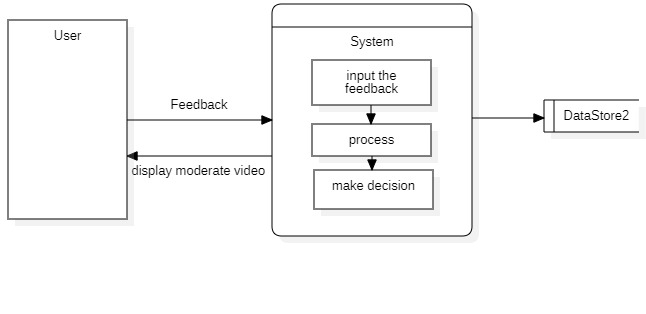 User
System
input the
feedback
Feedback
DataStore2
process
display moderate video
make decision